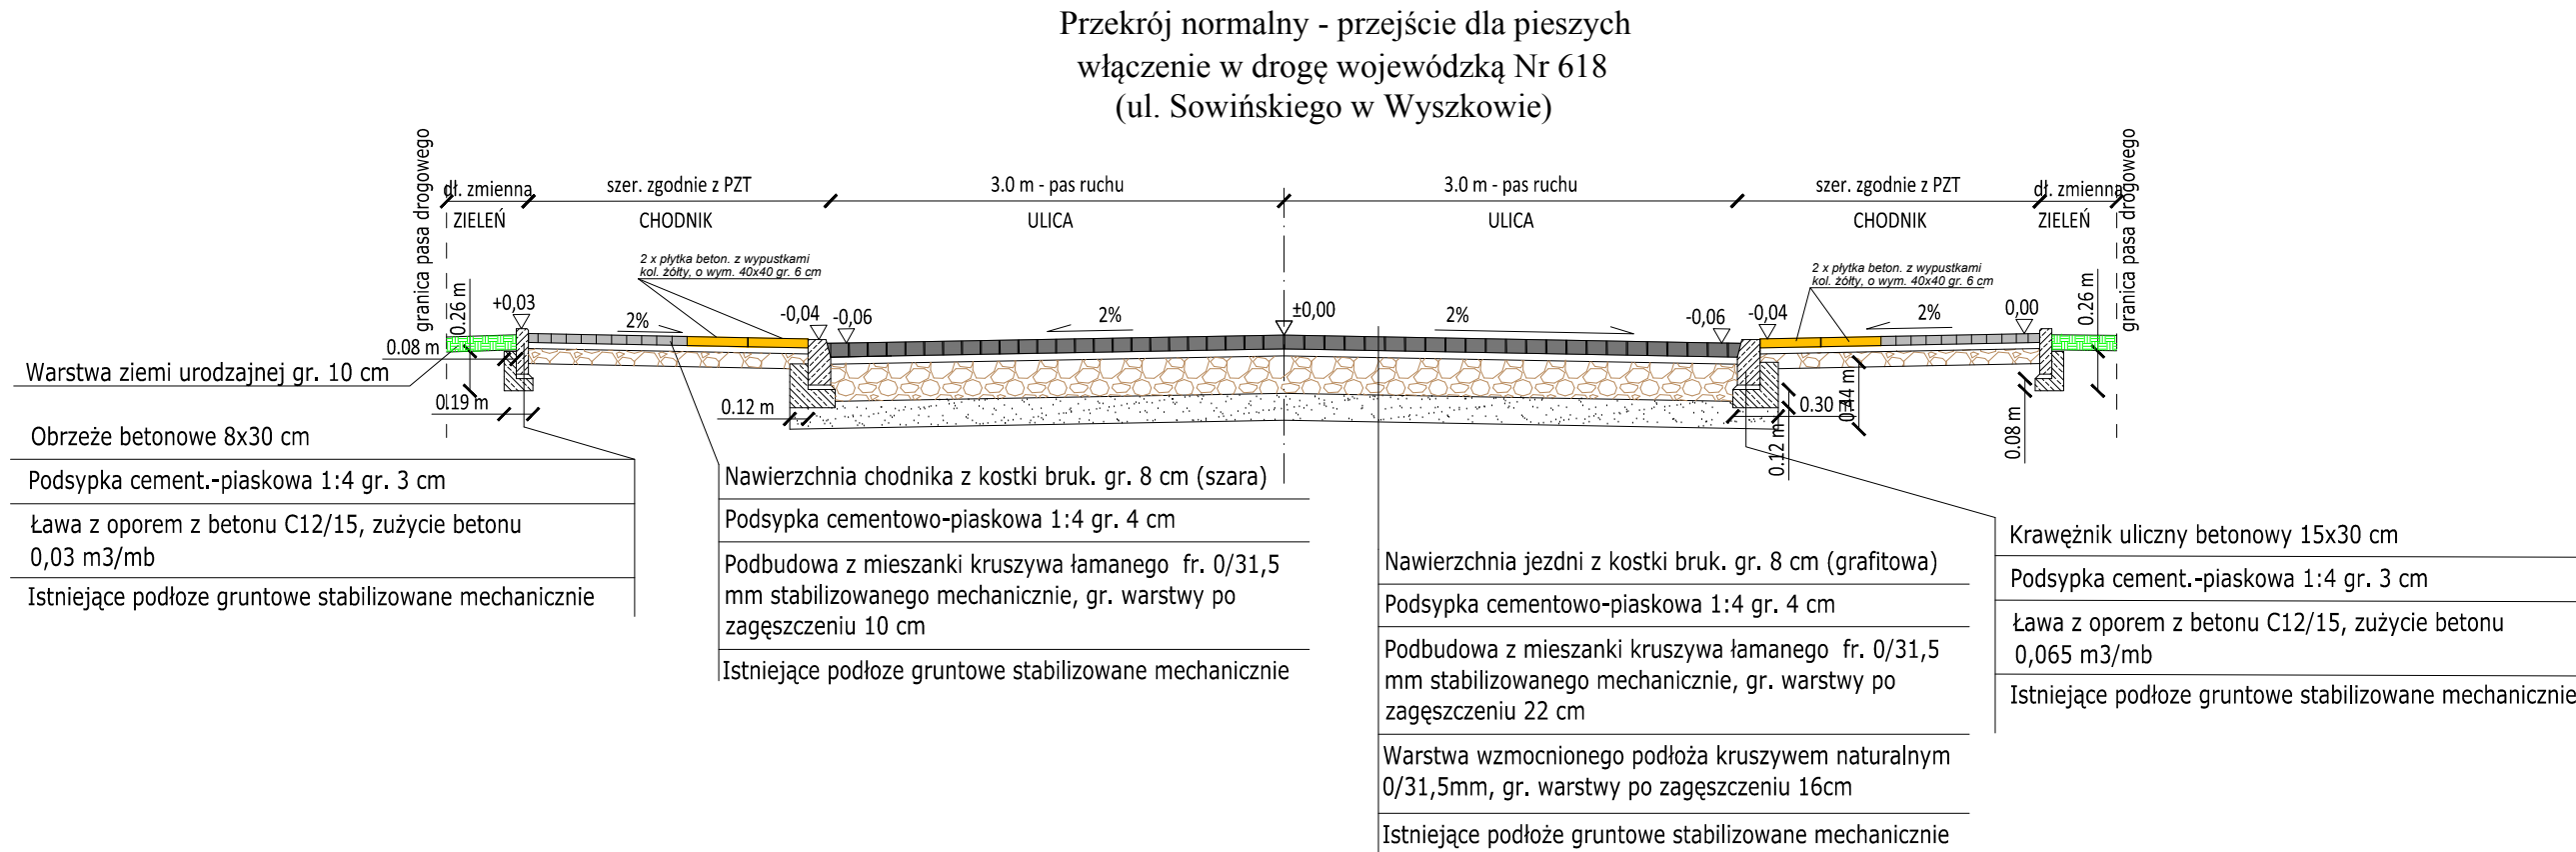 Przekrój normalny - przejście dla pieszych
włączenie w drogę wojewódzką Nr 618
(ul. Sowińskiego w Wyszkowie)
granica pasa drogowego
dł. zmienna
szer. zgodnie z PZT
3.0 m - pas ruchu
3.0 m - pas ruchu
szer. zgodnie z PZT
dł. zmienna
granica pasa drogowego
ZIELEŃ
CHODNIK
ULICA
ULICA
CHODNIK
ZIELEŃ
2 x płytka beton. z wypustkami
kol. żółty, o wym. 40x40 gr. 6 cm
2 x płytka beton. z wypustkami
kol. żółty, o wym. 40x40 gr. 6 cm
0.26 m
+0,03
2%
-0,04
-0,06
2%
±0,00
2%
-0,06
-0,04
2%
0,00
0.26 m
0.08 m
0.19 m
0.12 m
0.30 m
0.44 m
0.12 m
0.08 m
Warstwa ziemi urodzajnej gr. 10 cm
Obrzeże betonowe 8x30 cm
Podsypka cement.-piaskowa 1:4 gr. 3 cm
Ława z oporem z betonu C12/15, zużycie betonu
0,03 m3/mb
Istniejące podłoze gruntowe stabilizowane mechanicznie
Nawierzchnia chodnika z kostki bruk. gr. 8 cm (szara)
Podsypka cementowo-piaskowa 1:4 gr. 4 cm
Podbudowa z mieszanki kruszywa łamanego fr. 0/31,5
mm stabilizowanego mechanicznie, gr. warstwy po
zagęszczeniu 10 cm
Istniejące podłoze gruntowe stabilizowane mechanicznie
Nawierzchnia jezdni z kostki bruk. gr. 8 cm (grafitowa)
Podsypka cementowo-piaskowa 1:4 gr. 4 cm
Podbudowa z mieszanki kruszywa łamanego fr. 0/31,5
mm stabilizowanego mechanicznie, gr. warstwy po
zagęszczeniu 22 cm
Warstwa wzmocnionego podłoża kruszywem naturalnym
0/31,5mm, gr. warstwy po zagęszczeniu 16cm
Istniejące podłoże gruntowe stabilizowane mechanicznie
Krawężnik uliczny betonowy 15x30 cm
Podsypka cement.-piaskowa 1:4 gr. 3 cm
Ława z oporem z betonu C12/15, zużycie betonu
0,065 m3/mb
Istniejące podłoze gruntowe stabilizowane mechanicznie